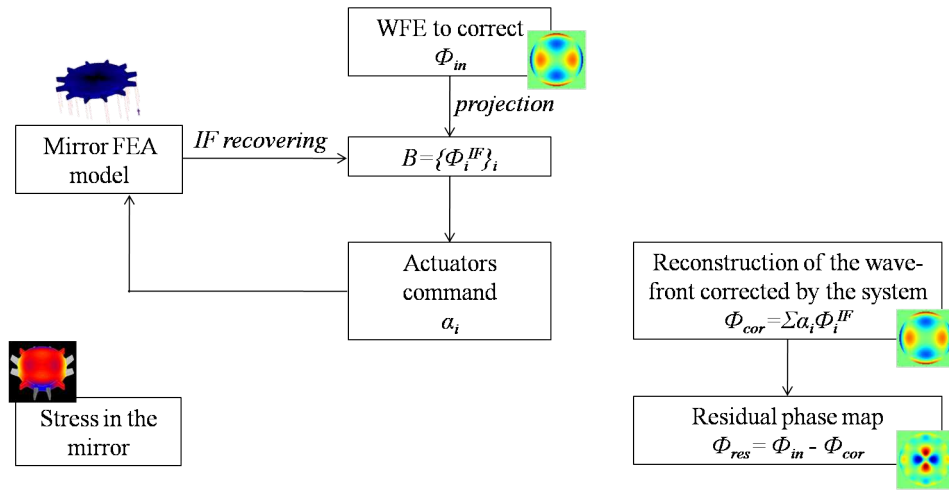 WFE to correct
Φin
projection
Mirror FEA
model
IF recovering
B={ΦiIF}i
Actuators
command
αi
Reconstruction of the wave-
front corrected by the system
Φcor=ΣαiΦiIF
Stress in the
mirror
Residual phase map
Φres= Φin - Φcor